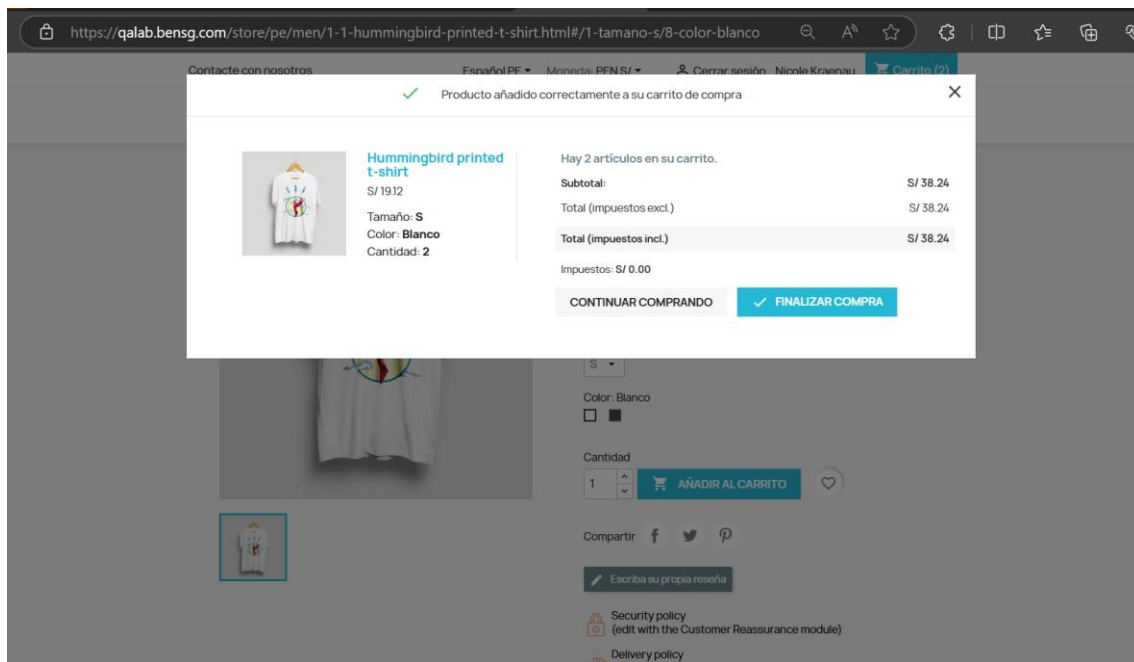 https://qalab.bensg.com/store/pe/men/1-1-hummingbird-printed-t-shirt.html#/1-tamano-s/8-color-blanco
Contacte con nosotros Español PE Moneda: PEN S/ Cerrar sesión Nicole Kraenau Carrito (2)
Producto añadido correctamente a su carrito de compra
Hummingbird printed
t-shirt
S/ 19.12
Tamaño: S
Color: Blanco
Cantidad: 2
Hay 2 artículos en su carrito.
Subtotal: S/ 38.24
Total (impuestos excl.) S/ 38.24
Total (impuestos incl.) S/ 38.24
Impuestos: S/ 0.00
CONTINUAR COMPRANDO
FINALIZAR COMPRA
S
Color: Blanco
Cantidad
1
AÑADIR AL CARRITO
Compartir
Escriba su propia reseña
Security policy
(edit with the Customer Reassurance module)
Delivery policy